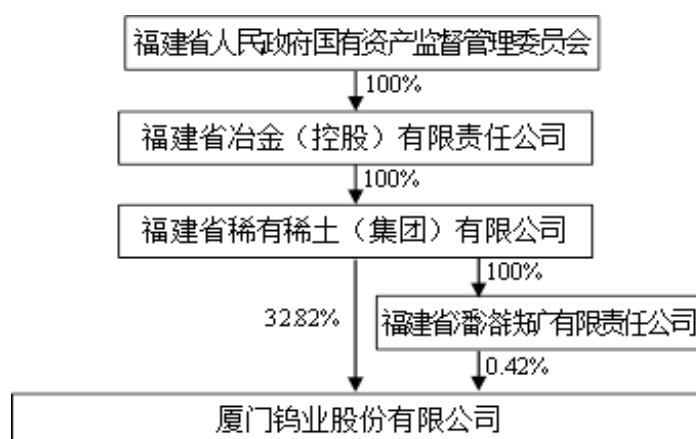 福建省人民政府国有资产监督管理委员会
100%
福建省冶金（控股）有限责任公司
100%
福建省稀有稀土（集团）有限公司
100%
32.82%
福建省潘洛铁矿有限责任公司
0.42%
厦门钨业股份有限公司